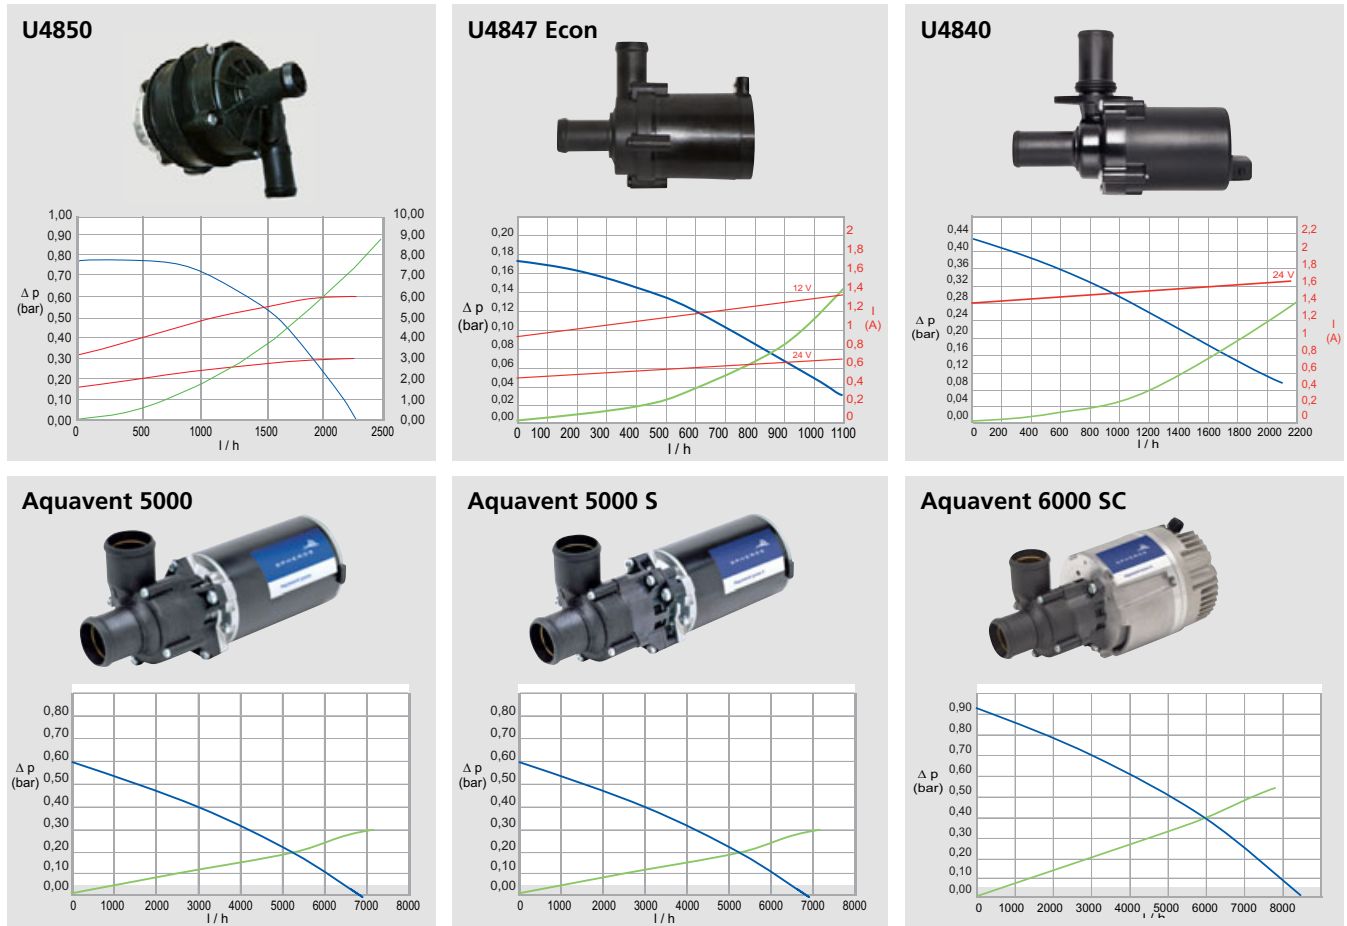 U4850
1,00
0,90
0,80
0,70
Δ p
0,60
(bar)
0,50
0,40
0,30
0,20
0,10
0,00
10,00
9,00
8,00
7,00
6,00
5,00
4,00
3,00
2,00
1,00
0,00
0 500 1000 1500 2000 2500
l / h
U4847 Econ
0,20
0,18
0,16
0,14
0,12
Δ p
(bar)
0,10
0,08
0,06
0,04
0,02
0,00
12 V
24 V
2
1,8
1,6
1,4
1,2
I
(A)
1
0,8
0,6
0,4
0,2
0
0 100 200 300 400 500 600 700 800 900 1000 1100
l / h
U4840
0,44
0,40
0,36
0,32
0,28
0,24
Δ p
(bar)
0,20
0,16
0,12
0,08
0,04
0,00
24 V
2,2
2
1,8
1,6
1,4
1,2
I
(A)
1
0,8
0,6
0,4
0,2
0
0 200 400 600 800 1000 1200 1400 1600 1800 2000 2200
l / h
Aquavent 5000
SPHEROS
0,80
0,70
0,60
Δ p
(bar)
0,50
0,40
0,30
0,20
0,10
0,00
0 1000 2000 3000 4000 5000 6000 7000 8000
l / h
Aquavent 5000 S
SPHEROS
0,80
0,70
0,60
Δ p
(bar)
0,50
0,40
0,30
0,20
0,10
0,00
0 1000 2000 3000 4000 5000 6000 7000 8000
l / h
Aquavent 6000 SC
SPHEROS
0,90
0,80
0,70
0,60
Δ p
(bar)
0,50
0,40
0,30
0,20
0,10
0,00
0 1000 2000 3000 4000 5000 6000 7000 8000
l / h